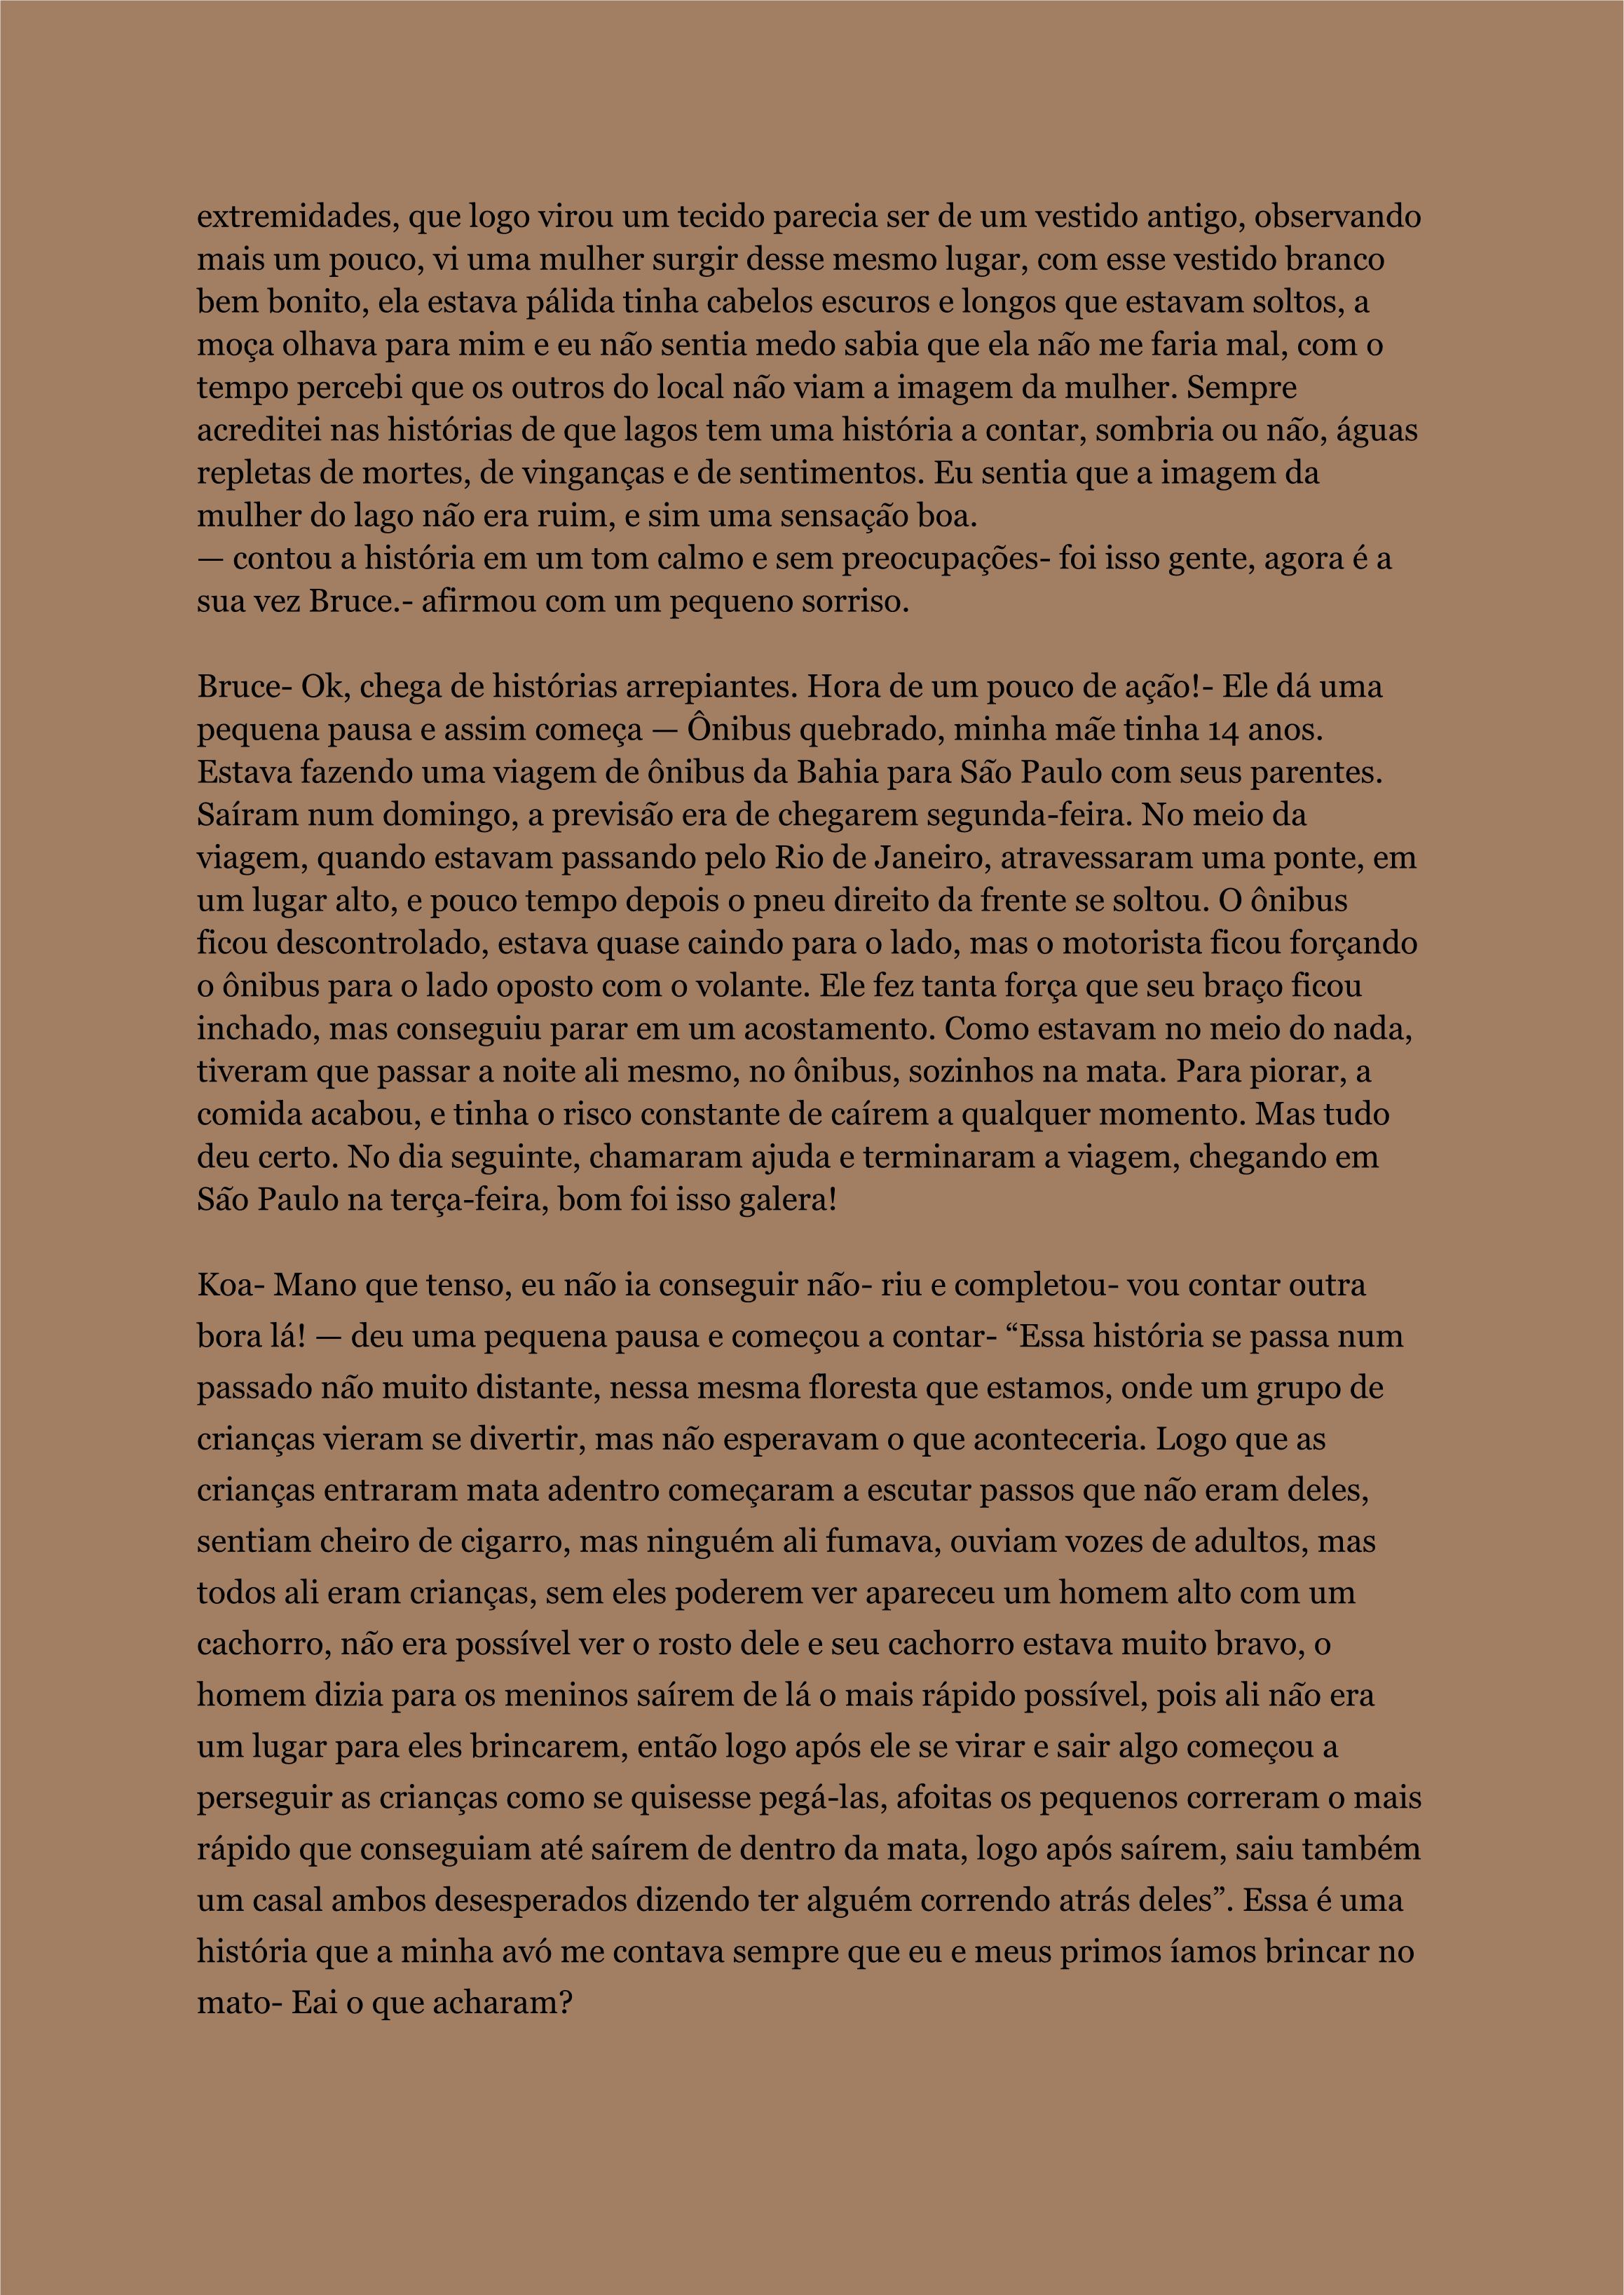 extremidades, que logo virou um tecido parecia ser de um vestido antigo, observando
mais um pouco, vi uma mulher surgir desse mesmo lugar, com esse vestido branco
bem bonito, ela estava pálida tinha cabelos escuros e longos que estavam soltos, a
moça olhava para mim e eu não sentia medo sabia que ela não me faria mal, com o
tempo percebi que os outros do local não viam a imagem da mulher. Sempre
acreditei nas histórias de que lagos tem uma história a contar, sombria ou não, águas
repletas de mortes, de vinganças e de sentimentos. Eu sentia que a imagem da
mulher do lago não era ruim, e sim uma sensação boa.
— contou a história em um tom calmo e sem preocupações- foi isso gente, agora é a
sua vez Bruce.- afirmou com um pequeno sorriso.

Bruce- Ok, chega de histórias arrepiantes. Hora de um pouco de ação!- Ele dá uma
pequena pausa e assim começa — Ônibus quebrado, minha mãe tinha 14 anos.
Estava fazendo uma viagem de ônibus da Bahia para São Paulo com seus parentes.
Saíram num domingo, a previsão era de chegarem segunda-feira. No meio da
viagem, quando estavam passando pelo Rio de Janeiro, atravessaram uma ponte, em
um lugar alto, e pouco tempo depois o pneu direito da frente se soltou. O ônibus
ficou descontrolado, estava quase caindo para o lado, mas o motorista ficou forçando
o ônibus para o lado oposto com o volante. Ele fez tanta força que seu braço ficou
inchado, mas conseguiu parar em um acostamento. Como estavam no meio do nada,
tiveram que passar a noite ali mesmo, no ônibus, sozinhos na mata. Para piorar, a
comida acabou, e tinha o risco constante de caírem a qualquer momento. Mas tudo
deu certo. No dia seguinte, chamaram ajuda e terminaram a viagem, chegando em
São Paulo na terça-feira, bom foi isso galera!

Koa- Mano que tenso, eu não ia conseguir não- riu e completou- vou contar outra
bora lá! — deu uma pequena pausa e começou a contar- “Essa história se passa num
passado não muito distante, nessa mesma floresta que estamos, onde um grupo de
crianças vieram se divertir, mas não esperavam o que aconteceria. Logo que as
crianças entraram mata adentro começaram a escutar passos que não eram deles,
sentiam cheiro de cigarro, mas ninguém ali fumava, ouviam vozes de adultos, mas
todos ali eram crianças, sem eles poderem ver apareceu um homem alto com um
cachorro, não era possível ver o rosto dele e seu cachorro estava muito bravo, o
homem dizia para os meninos saírem de lá o mais rápido possível, pois ali não era
um lugar para eles brincarem, então logo após ele se virar e sair algo começou a
perseguir as crianças como se quisesse pegá-las, afoitas os pequenos correram o mais
rápido que conseguiam até saírem de dentro da mata, logo após saírem, saiu também
um casal ambos desesperados dizendo ter alguém correndo atrás deles”. Essa é uma
história que a minha avó me contava sempre que eu e meus primos íamos brincar no
mato- Eai o que acharam?